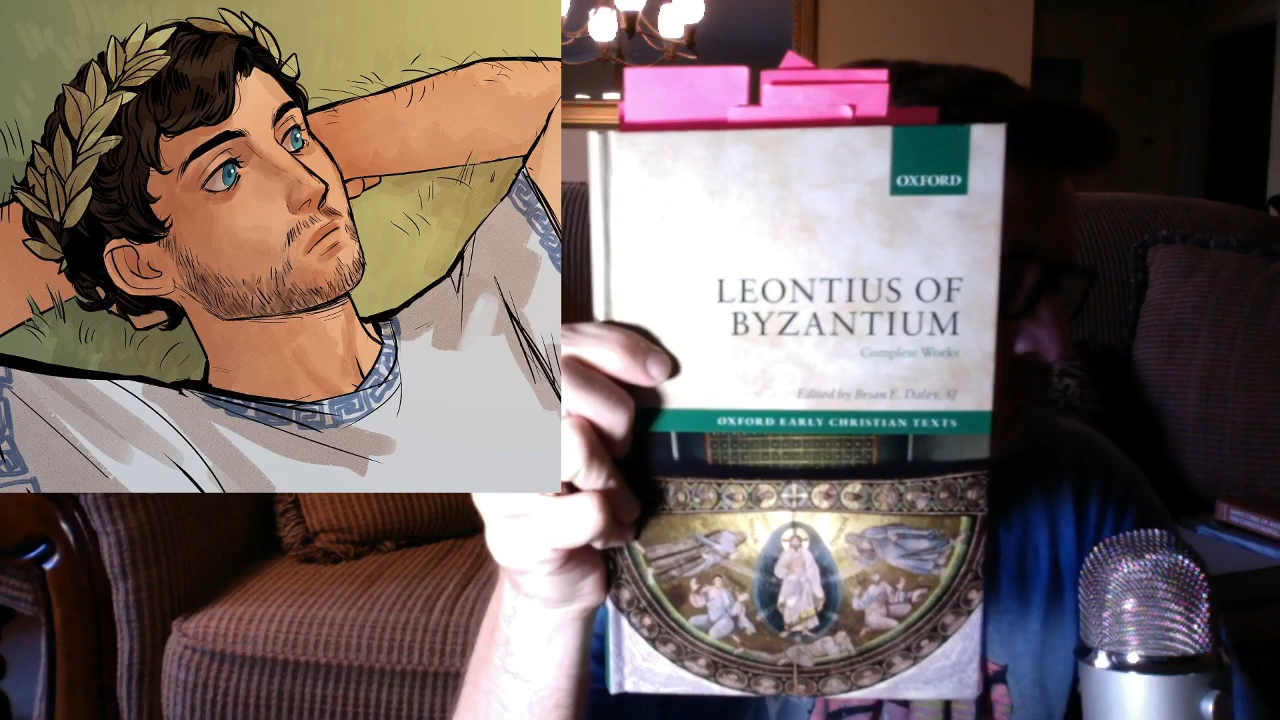 OXFORD
LEONTIUS OF
BYZANTIUM
Complete Works
Edited by Brian E. Daley, SJ
OXFORD EARLY CHRISTIAN TEXTS